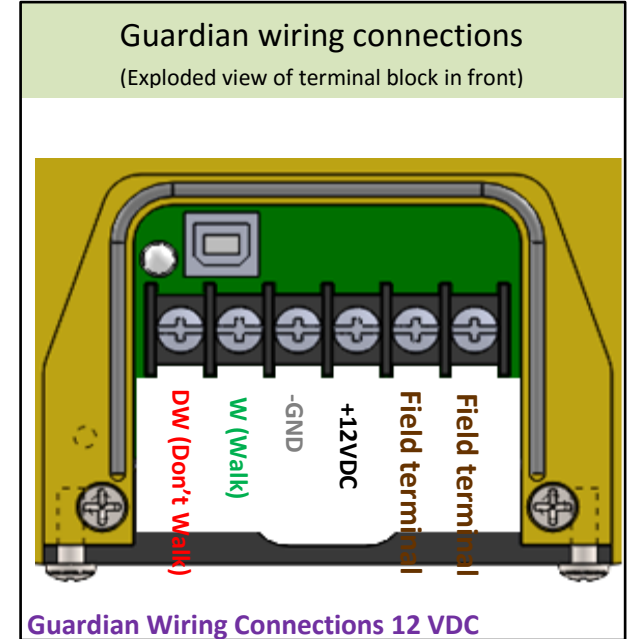 Guardian wiring connections
(Exploded view of terminal block in front)
DW (Don't Walk)
W (Walk)
-GND
+12VDC
Field terminal
Field terminal
Guardian Wiring Connections 12 VDC